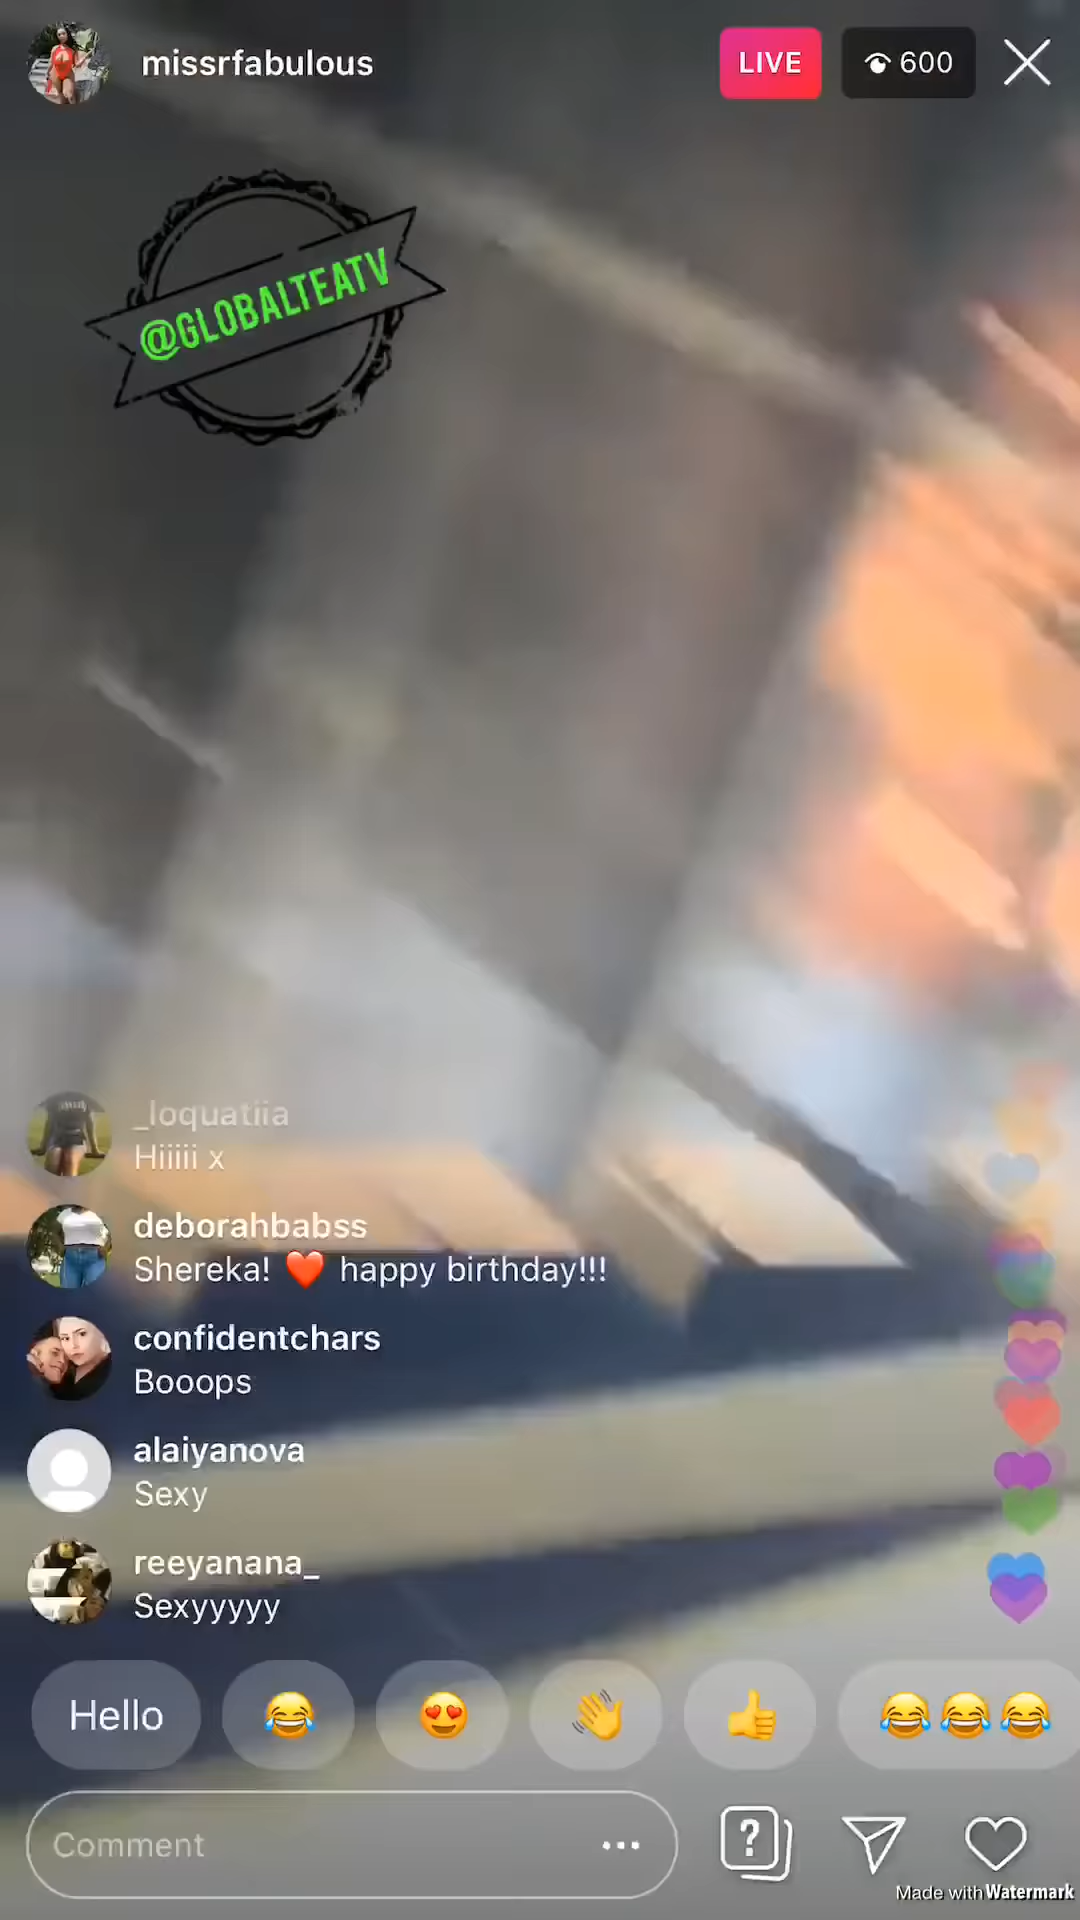 missrfabulous
LIVE
600
@GLOBALTEATV
_loquatiia
Hiiiii x
deborahbabss
Shereka! ❤️ happy birthday!!!
confidentchars
Booops
alaiyanova
Sexy
reeyanana_
Sexyyyyy
Hello 😂 😍 👋 👍 😂😂😂
Comment
?
Made with Watermark